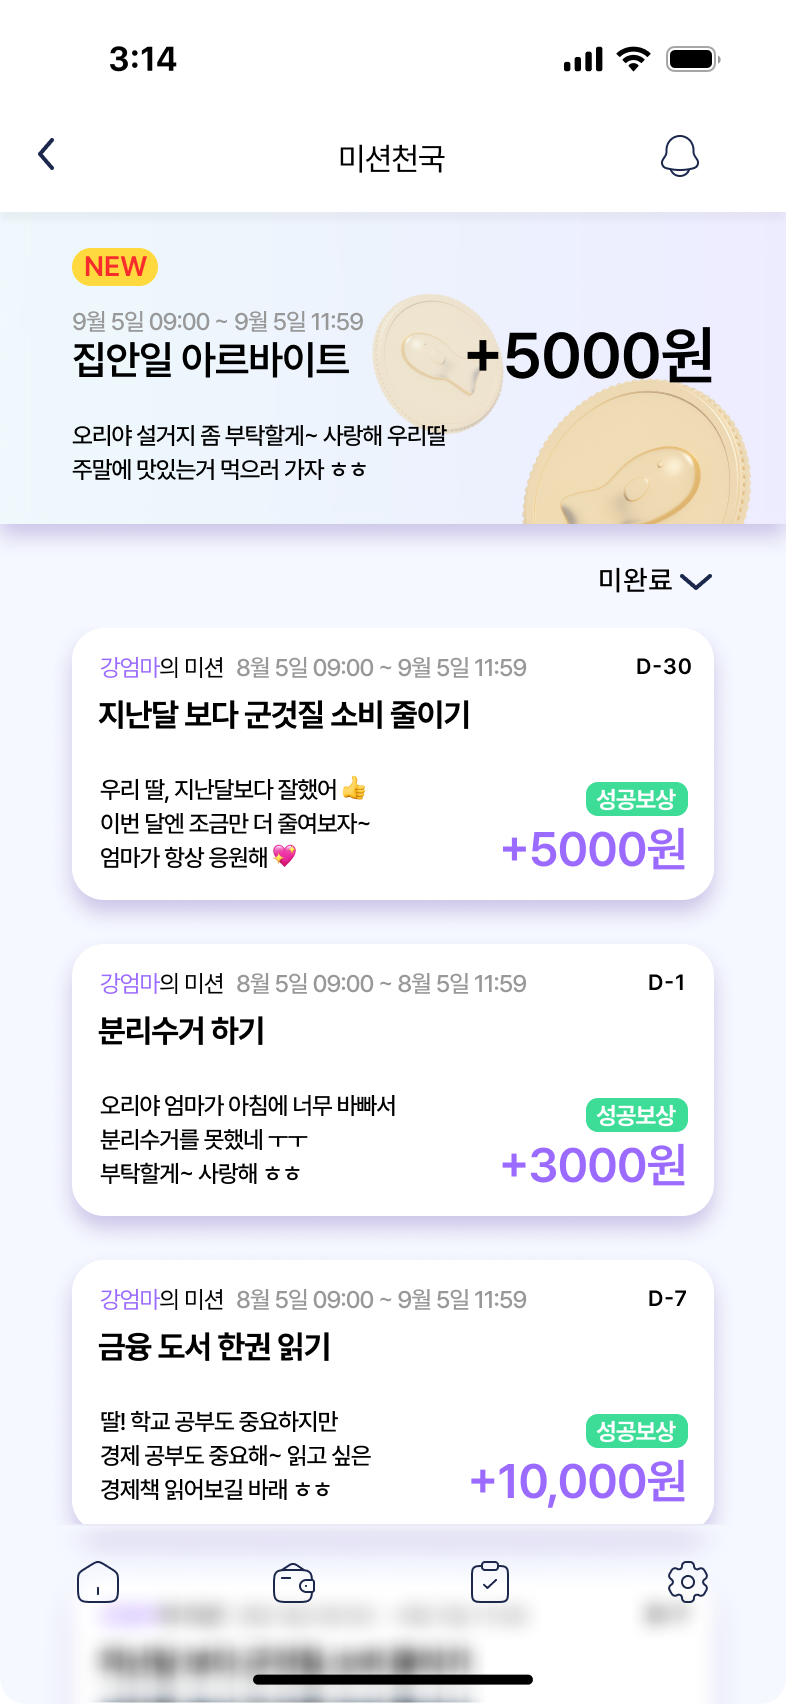 3:14
미션천국
NEW
9월 5일 09:00 ~ 9월 5일 11:59
집안일 아르바이트
+5000원
오리야 설거지 좀 부탁할게~ 사랑해 우리딸
주말에 맛있는거 먹으러 가자 ㅎㅎ
미완료
강엄마의 미션 8월 5일 09:00 ~ 9월 5일 11:59 D-30
지난달 보다 군것질 소비 줄이기
우리 딸, 지난달보다 잘했어 👍
이번 달엔 조금만 더 줄여보자~
엄마가 항상 응원해 💖
성공보상
+5000원
강엄마의 미션 8월 5일 09:00 ~ 8월 5일 11:59 D-1
분리수거 하기
오리야 엄마가 아침에 너무 바빠서
분리수거를 못했네 ㅜㅜ
부탁할게~ 사랑해 ㅎㅎ
성공보상
+3000원
강엄마의 미션 8월 5일 09:00 ~ 9월 5일 11:59 D-7
금융 도서 한권 읽기
딸! 학교 공부도 중요하지만
경제 공부도 중요해~ 읽고 싶은
경제책 읽어보길 바래 ㅎㅎ
성공보상
+10,000원